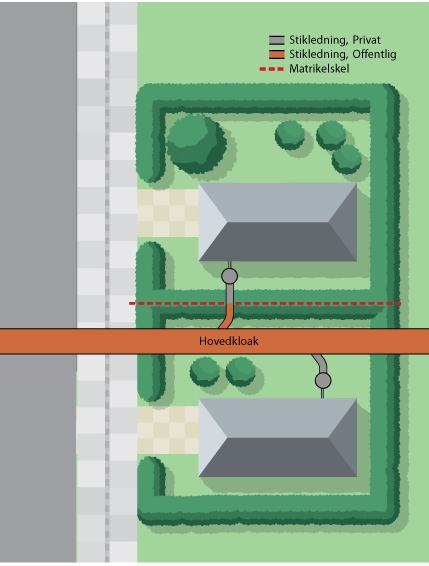 Stikledning, Privat
Stikledning, Offentlig
Matrikelskel
Hovedkloak